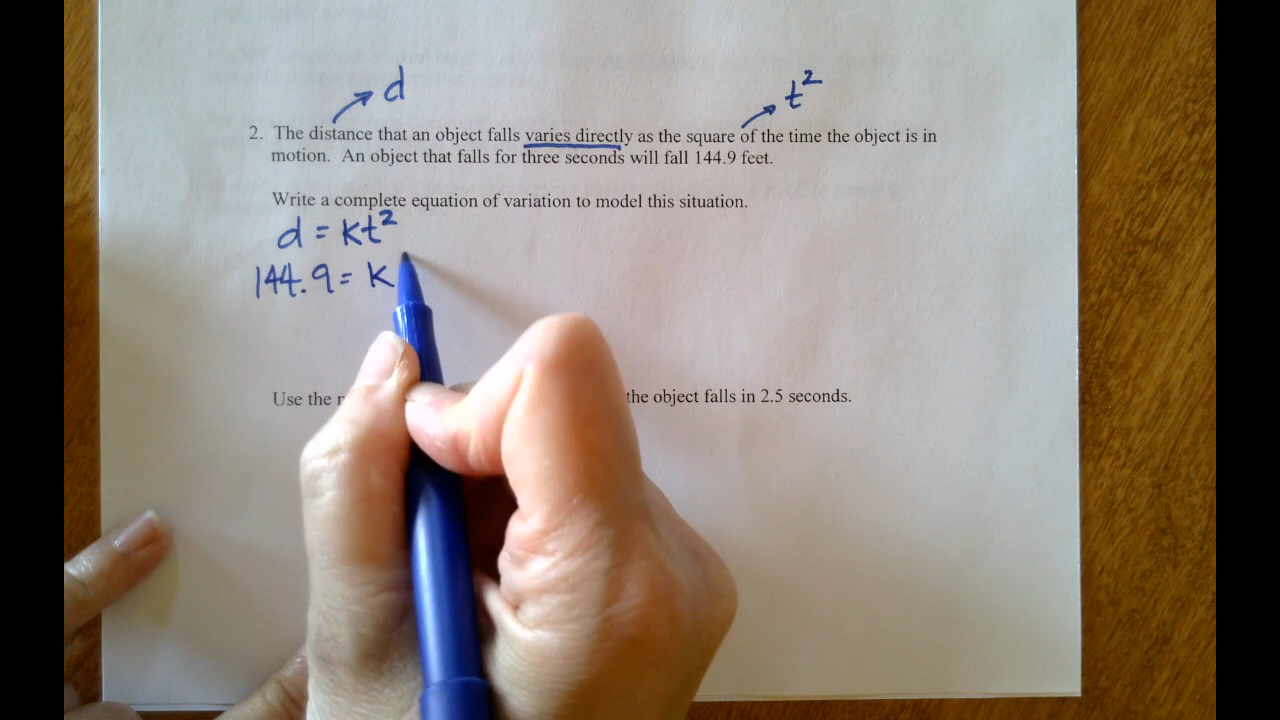 d
t²
2. The distance that an object falls varies directly as the square of the time the object is in
motion. An object that falls for three seconds will fall 144.9 feet.
Write a complete equation of variation to model this situation.
d = kt²
144.9 = k
Use the the object falls in 2.5 seconds.